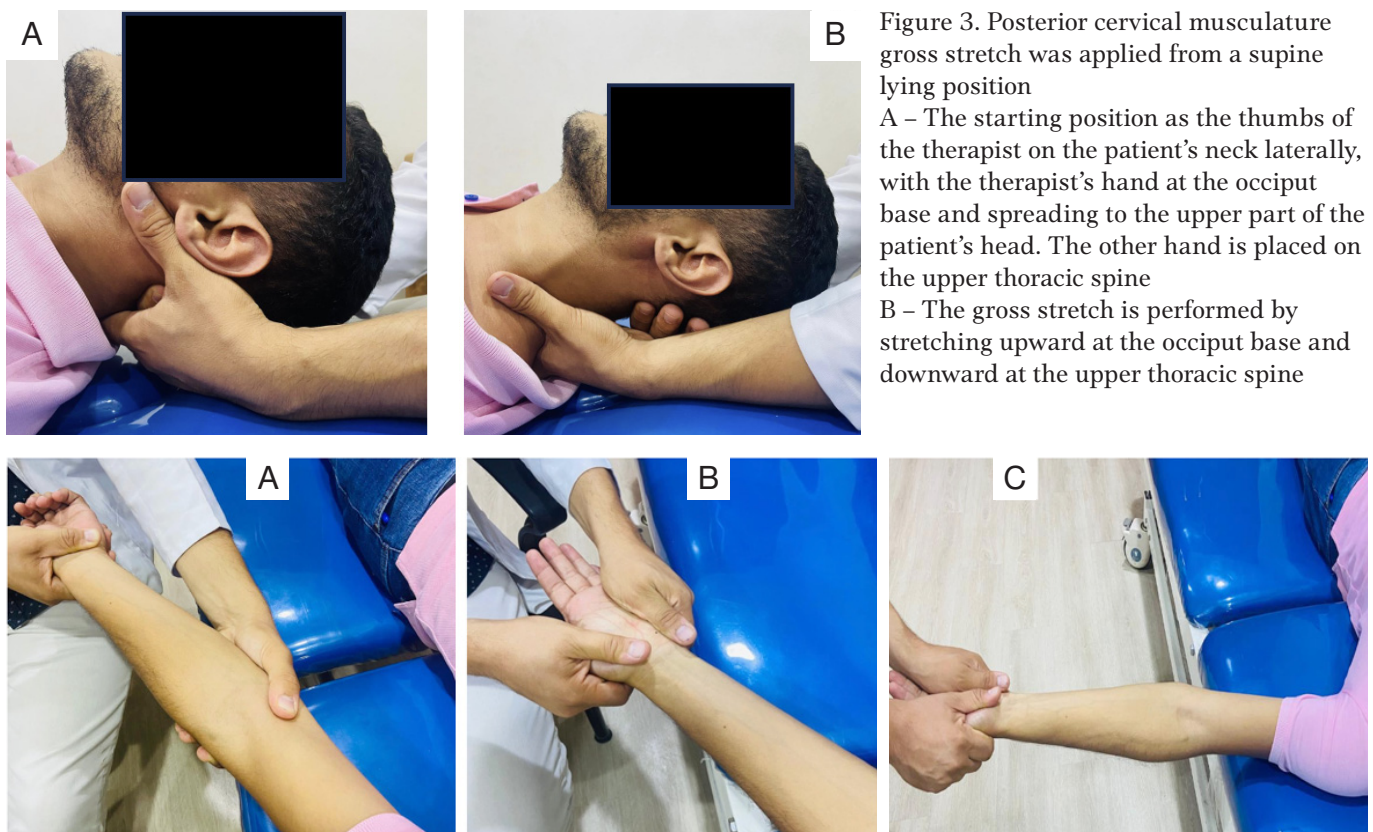 A
B
Figure 3. Posterior cervical musculature
gross stretch was applied from a supine
lying position
A – The starting position as the thumbs of
the therapist on the patient’s neck laterally,
with the therapist’s hand at the occiput
base and spreading to the upper part of the
patient’s head. The other hand is placed on
the upper thoracic spine
B – The gross stretch is performed by
stretching upward at the occiput base and
downward at the upper thoracic spine
A
B
C